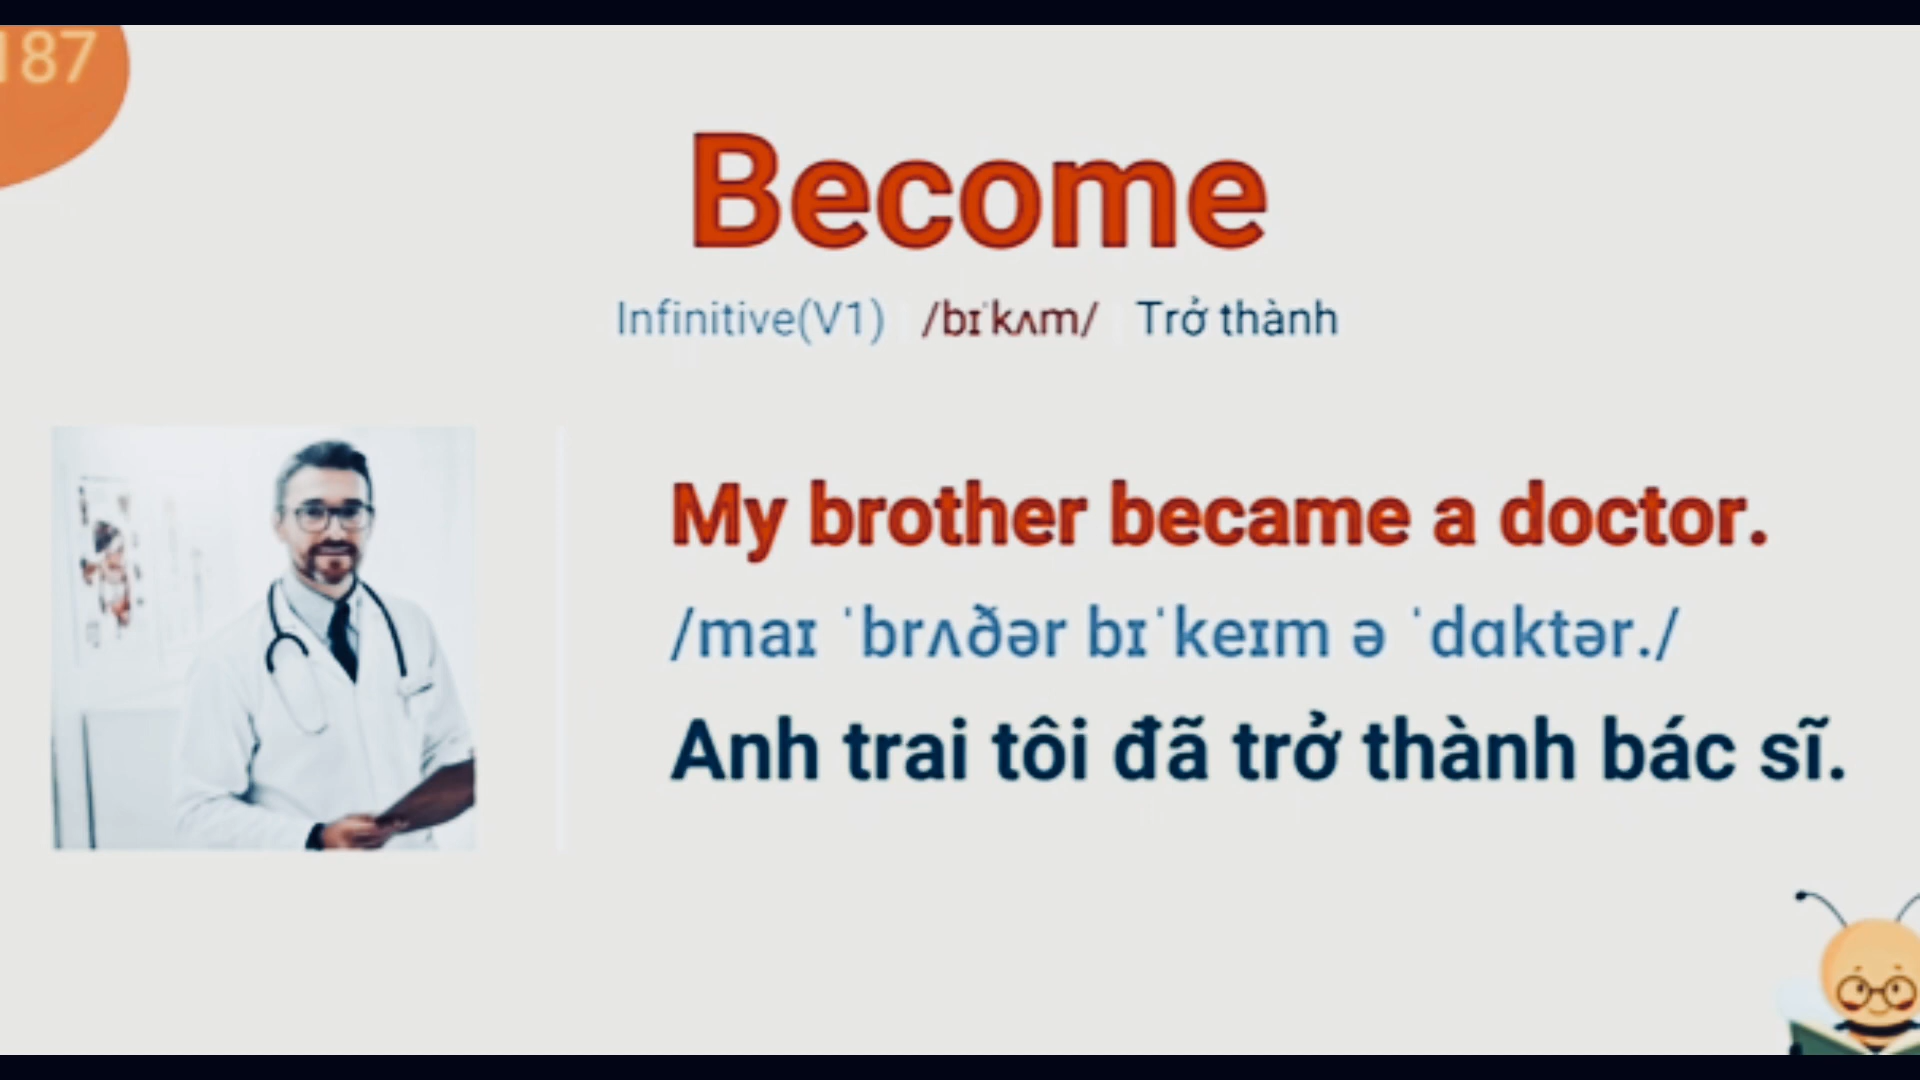 187
Become
Infinitive(V1) /bɪˈkʌm/ Trở thành
My brother became a doctor.
/maɪ ˈbrʌðər bɪˈkeɪm ə ˈdɑktər./
Anh trai tôi đã trở thành bác sĩ.